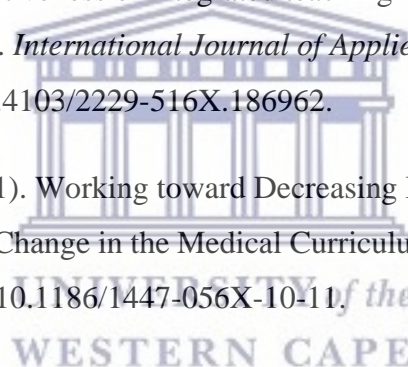 . International Journal of Applie
4103/2229-516X.186962.
1). Working toward Decreasing
Change in the Medical Curriculu
10.1186/1447-056X-10-11.
UNIVERSITY of the
WESTERN CAPE